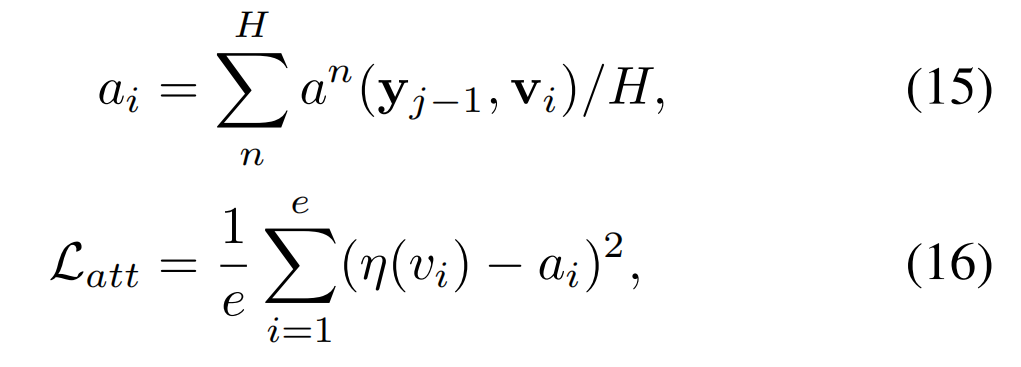 $a_i = \sum_{n}^{H} a^n(\mathbf{y}_{j-1}, \mathbf{v}_i)/H,$ (15)
$\mathcal{L}_{att} = \frac{1}{e} \sum_{i=1}^{e} (\eta(v_i) - a_i)^2,$ (16)